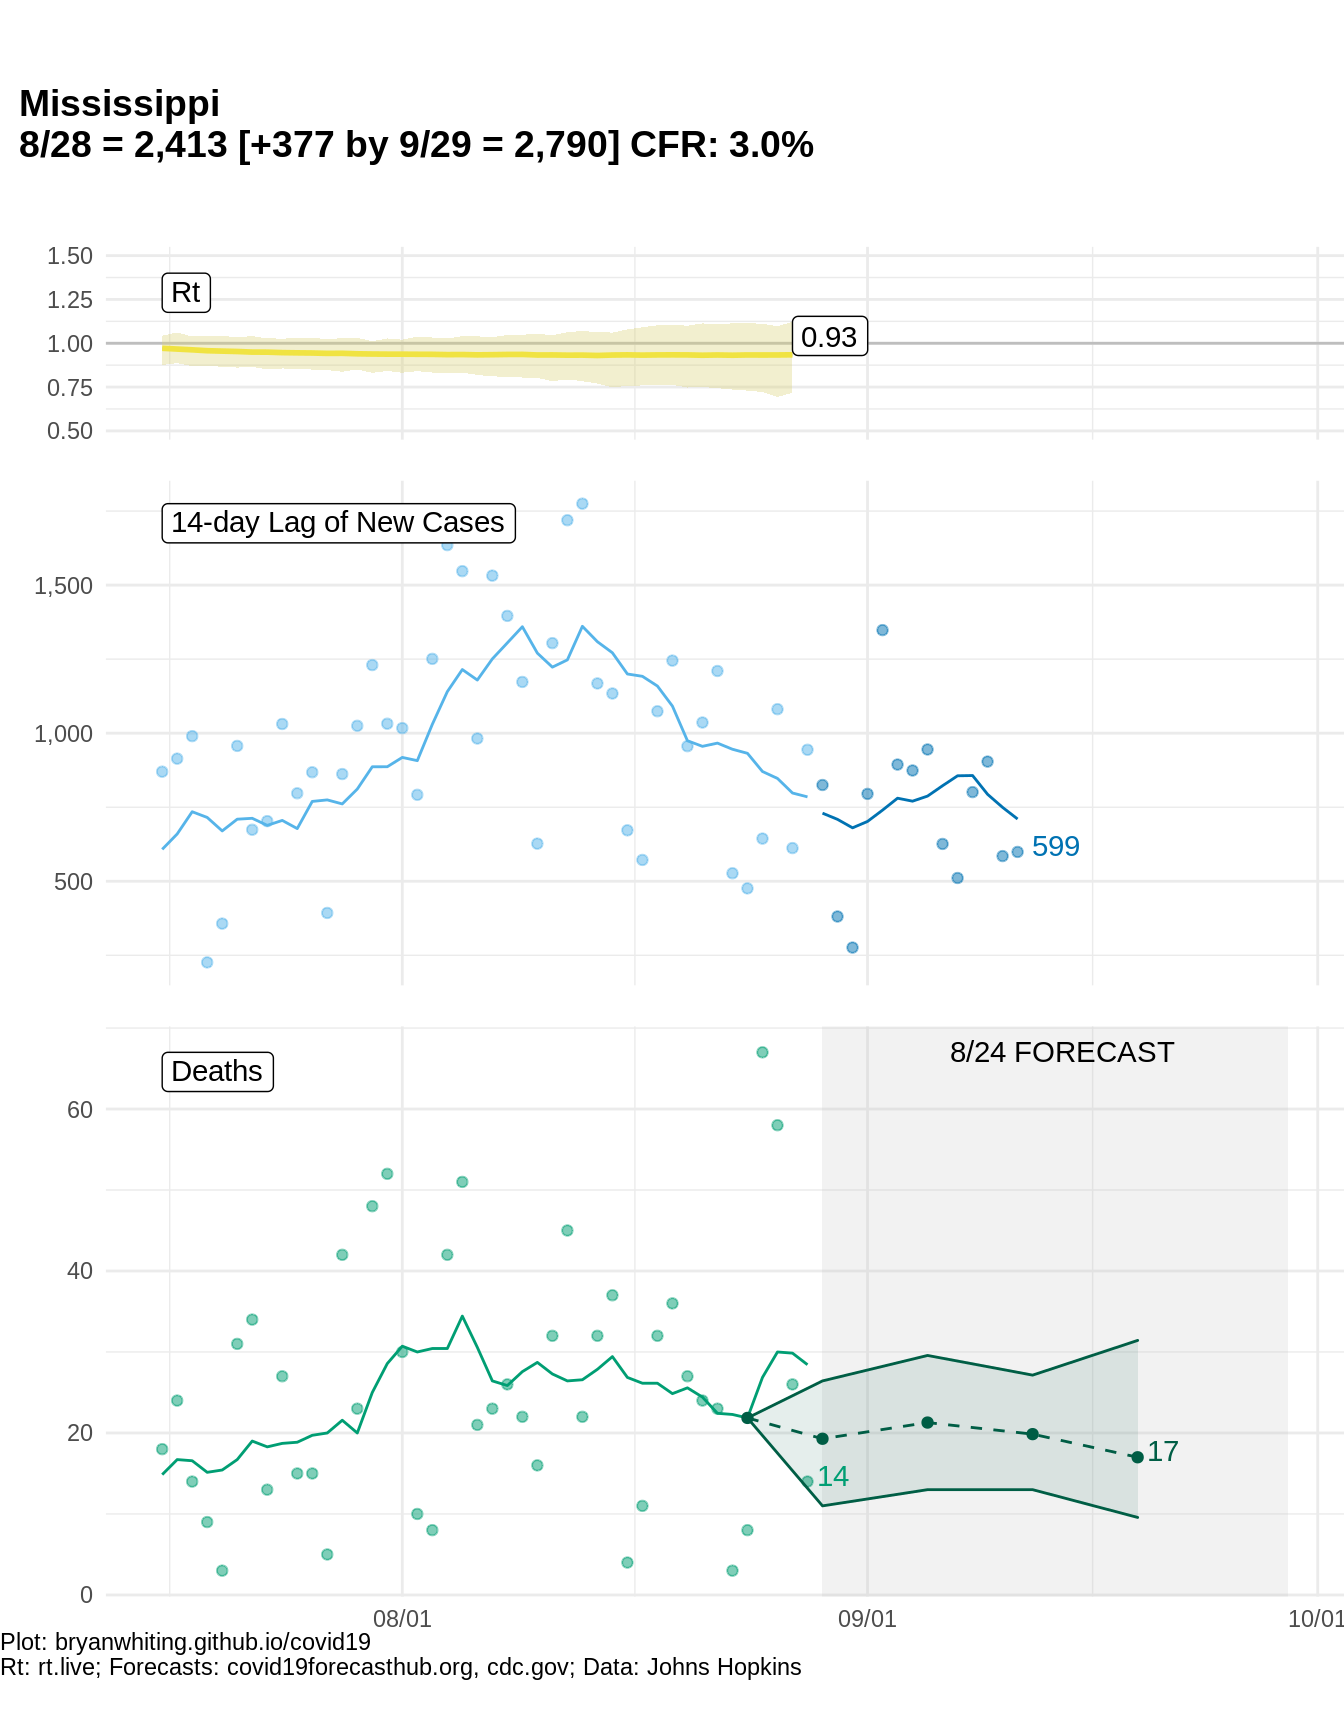 Mississippi
8/28 = 2,413 [+377 by 9/29 = 2,790] CFR: 3.0%
1.50
1.25
1.00
0.75
0.50
Rt
0.93
14-day Lag of New Cases
1,500
1,000
500
599
Deaths
8/24 FORECAST
60
40
20
0
14
17
08/01
09/01
10/01
Plot: bryanwhiting.github.io/covid19
Rt: rt.live; Forecasts: covid19forecasthub.org, cdc.gov; Data: Johns Hopkins